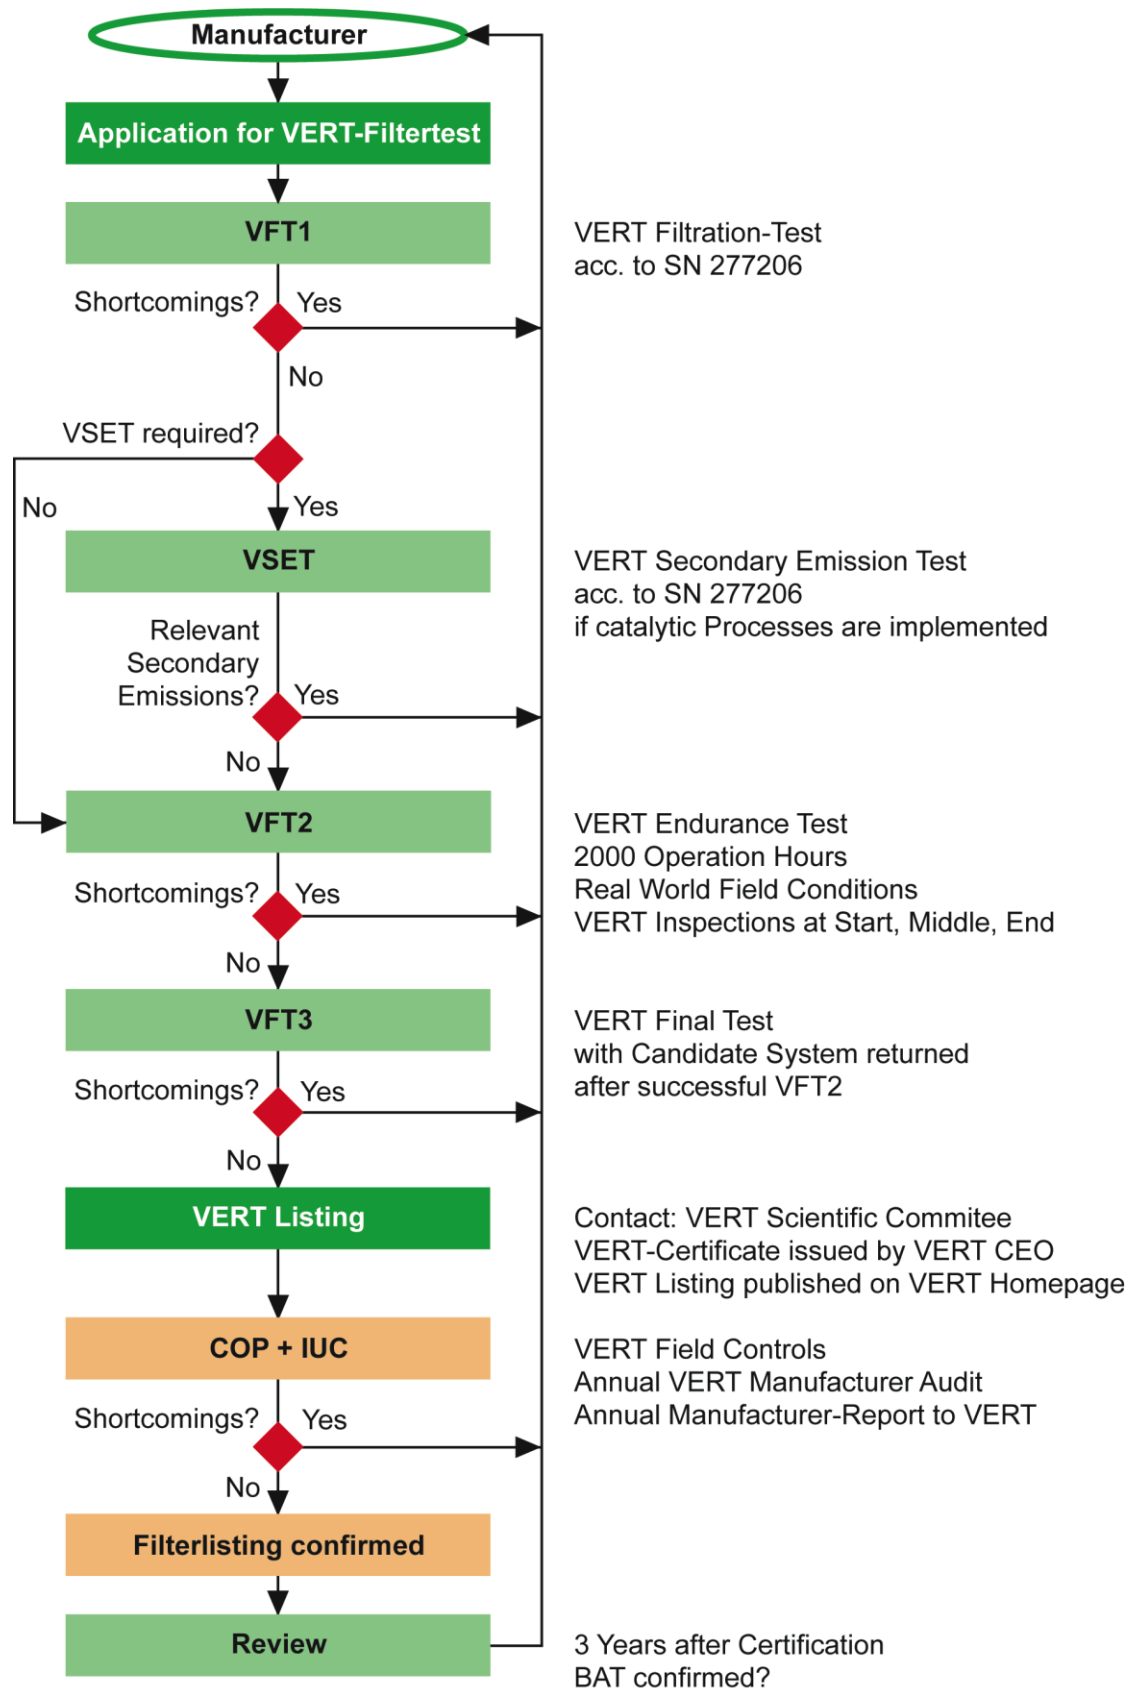 Manufacturer
Application for VERT-Filtertest
VFT1
VERT Filtration-Test
acc. to SN 277206
Shortcomings?
Yes
No
VSET required?
No
Yes
VSET
VERT Secondary Emission Test
acc. to SN 277206
if catalytic Processes are implemented
Relevant
Secondary
Emissions?
Yes
No
VFT2
VERT Endurance Test
2000 Operation Hours
Real World Field Conditions
VERT Inspections at Start, Middle, End
Shortcomings?
Yes
No
VFT3
VERT Final Test
with Candidate System returned
after successful VFT2
Shortcomings?
Yes
No
VERT Listing
Contact: VERT Scientific Commitee
VERT-Certificate issued by VERT CEO
VERT Listing published on VERT Homepage
COP + IUC
VERT Field Controls
Annual VERT Manufacturer Audit
Annual Manufacturer-Report to VERT
Shortcomings?
Yes
No
Filterlisting confirmed
Review
3 Years after Certification
BAT confirmed?